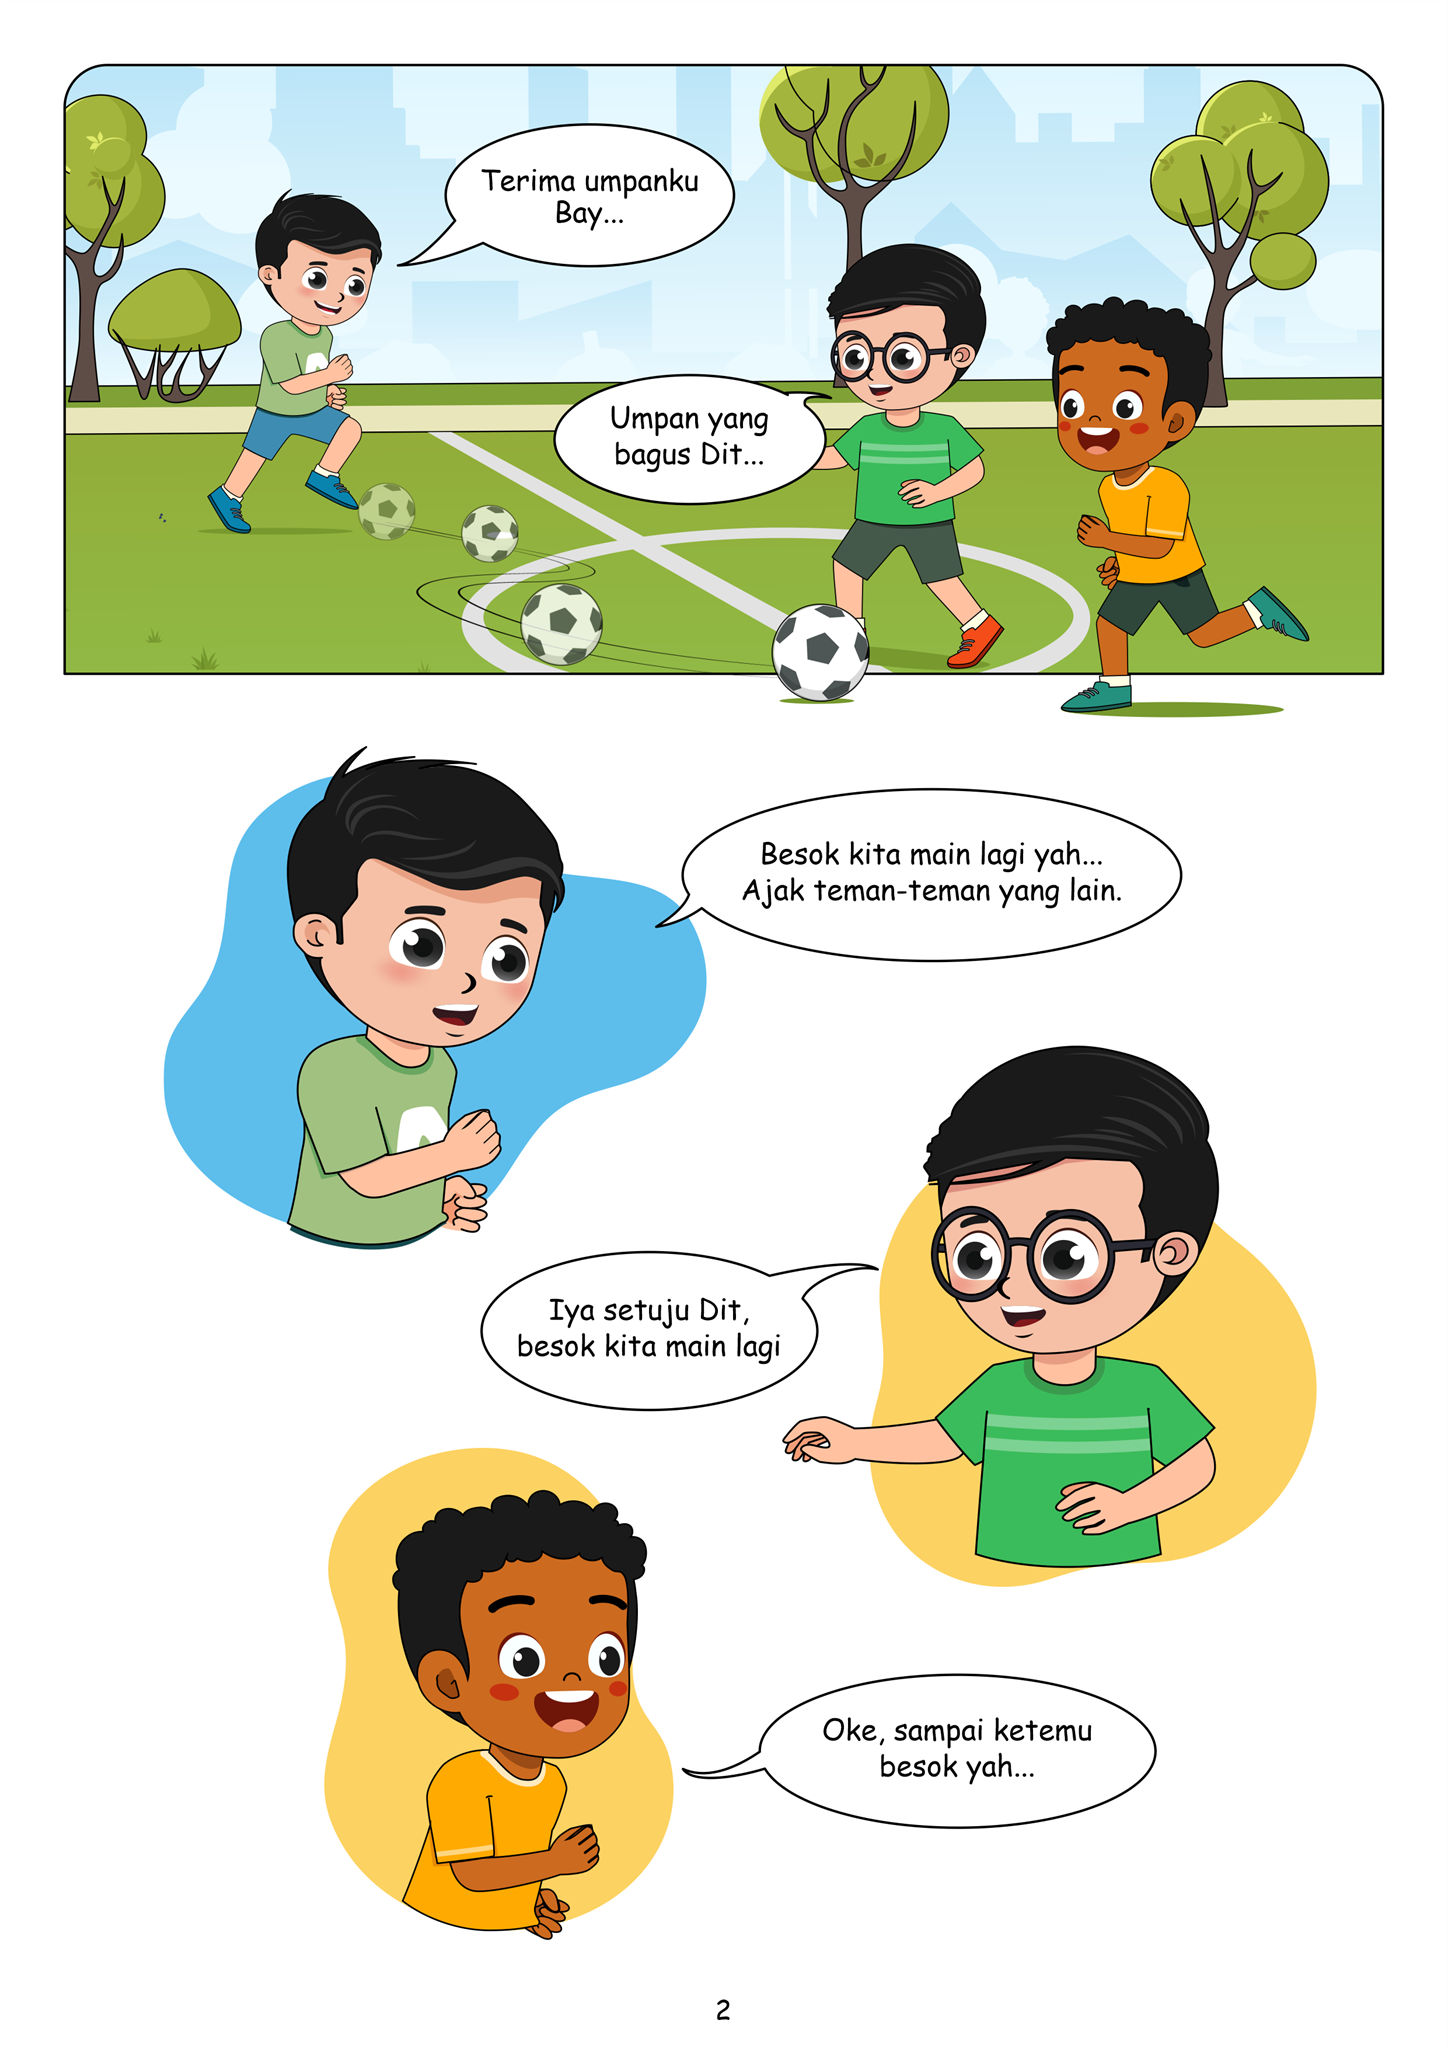 Terima umpanku
Bay...
Umpan yang
bagus Dit...
Besok kita main lagi yah...
Ajak teman-teman yang lain.
Iya setuju Dit,
besok kita main lagi
Oke, sampai ketemu
besok yah...
2